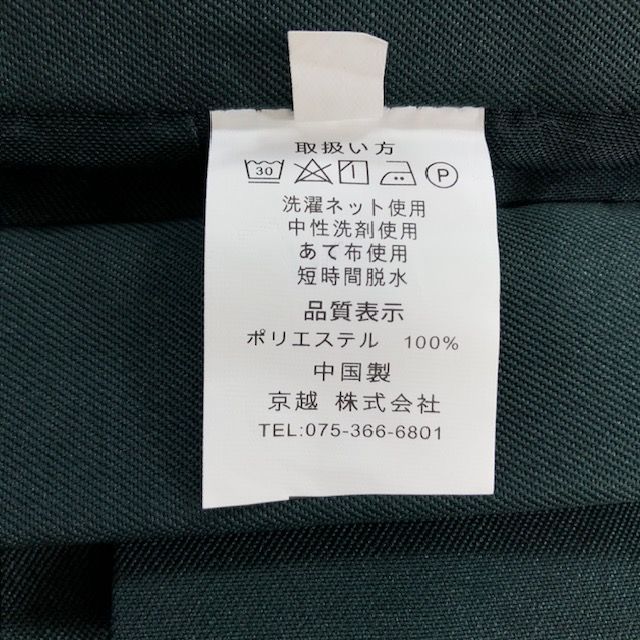 取扱い方
30 P
洗濯ネット使用
中性洗剤使用
あて布使用
短時間脱水
品質表示
ポリエステル 100%
中国製
京越 株式会社
TEL:075-366-6801